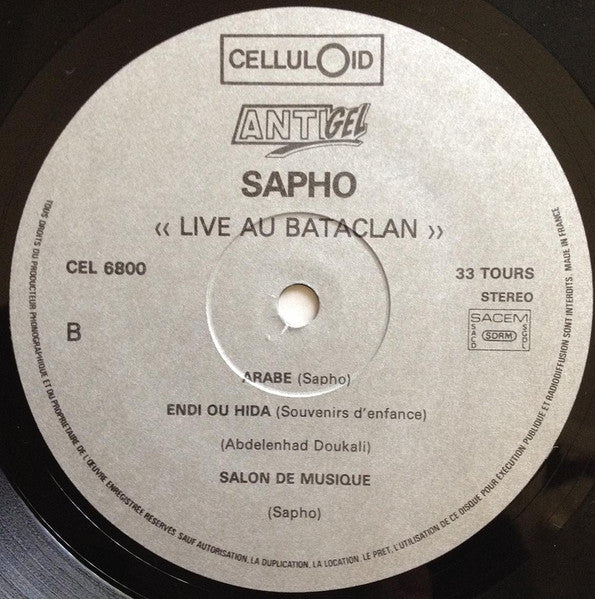 CELLULOID
ANTIGEL
SAPHO
« LIVE AU BATACLAN »
CEL 6800
33 TOURS
STEREO
B
SACEM
SACD
SDRM
SGDL
ARABE (Sapho)
ENDI OU HIDA (Souvenirs d'enfance)
(Abdelenhad Doukali)
SALON DE MUSIQUE
(Sapho)
TOUS DROITS DU PRODUCTEUR PHONOGRAPHIQUE ET DU PROPRIETAIRE DE L'ŒUVRE ENREGISTREE RESERVES SAUF AUTORISATION, LA DUPLICATION, LA LOCATION, LE PRET, L'UTILISATION DE CE DISQUE POUR EXECUTION PUBLIQUE ET RADIODIFFUSION SONT INTERDITS. MADE IN FRANCE